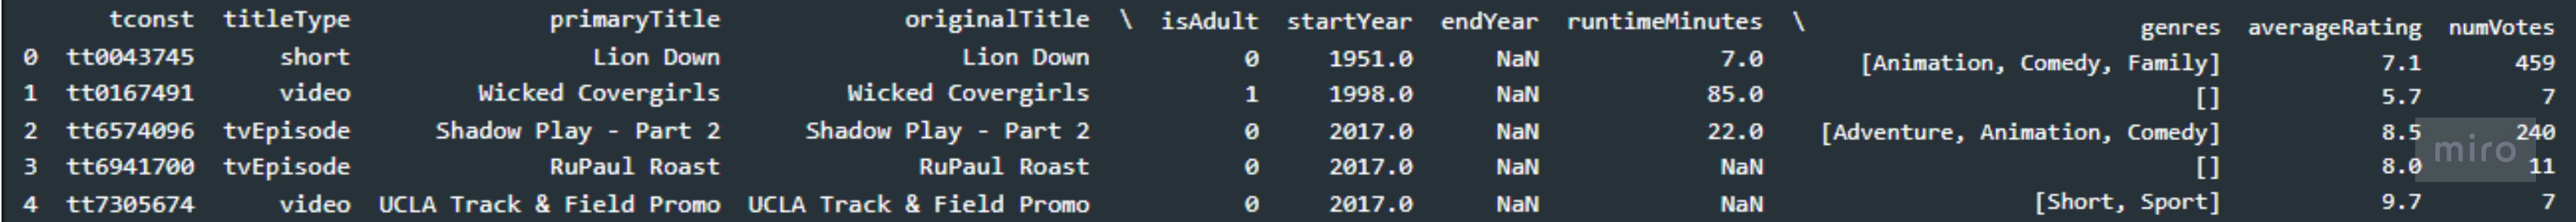 tconst titleType primaryTitle originalTitle \ isAdult startYear endYear runtimeMinutes \ genres averageRating numVotes
0 tt0043745 short Lion Down Lion Down 0 1951.0 NaN 7.0 [Animation, Comedy, Family] 7.1 459
1 tt0167491 video Wicked Covergirls Wicked Covergirls 1 1998.0 NaN 85.0 [] 5.7 7
2 tt6574096 tvEpisode Shadow Play - Part 2 Shadow Play - Part 2 0 2017.0 NaN 22.0 [Adventure, Animation, Comedy] 8.5 240
3 tt6941700 tvEpisode RuPaul Roast RuPaul Roast 0 2017.0 NaN NaN [] 8.0 11
4 tt7305674 video UCLA Track & Field Promo UCLA Track & Field Promo 0 2017.0 NaN NaN [Short, Sport] 9.7 7
miro